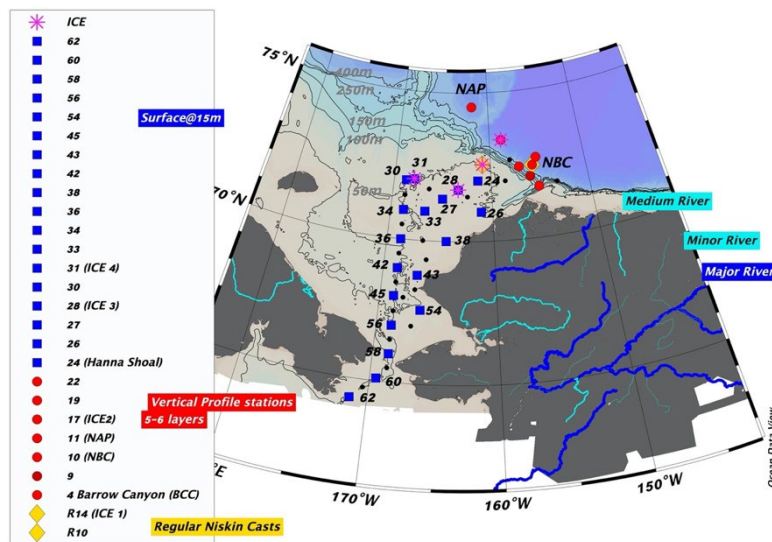 ICE
62
60
58
56
54
45
43
42
38
36
34
33
31 (ICE 4)
30
28 (ICE 3)
27
26
24 (Hanna Shoal)
22
19
17 (ICE2)
11 (NAP)
10 (NBC)
9
4 Barrow Canyon (BCC)
R14 (ICE 1)
R10
Surface@15m
Vertical Profile stations
5-6 layers
Regular Niskin Casts
75°N
400m
250m
150m
100m
50m
NAP
NBC
30
31
28
24
70°N
34
33
27
26
36
38
42
43
45
54
56
58
60
62
Medium River
Minor River
Major River
°E
170°W
160°W
150°W
Ocean Data View